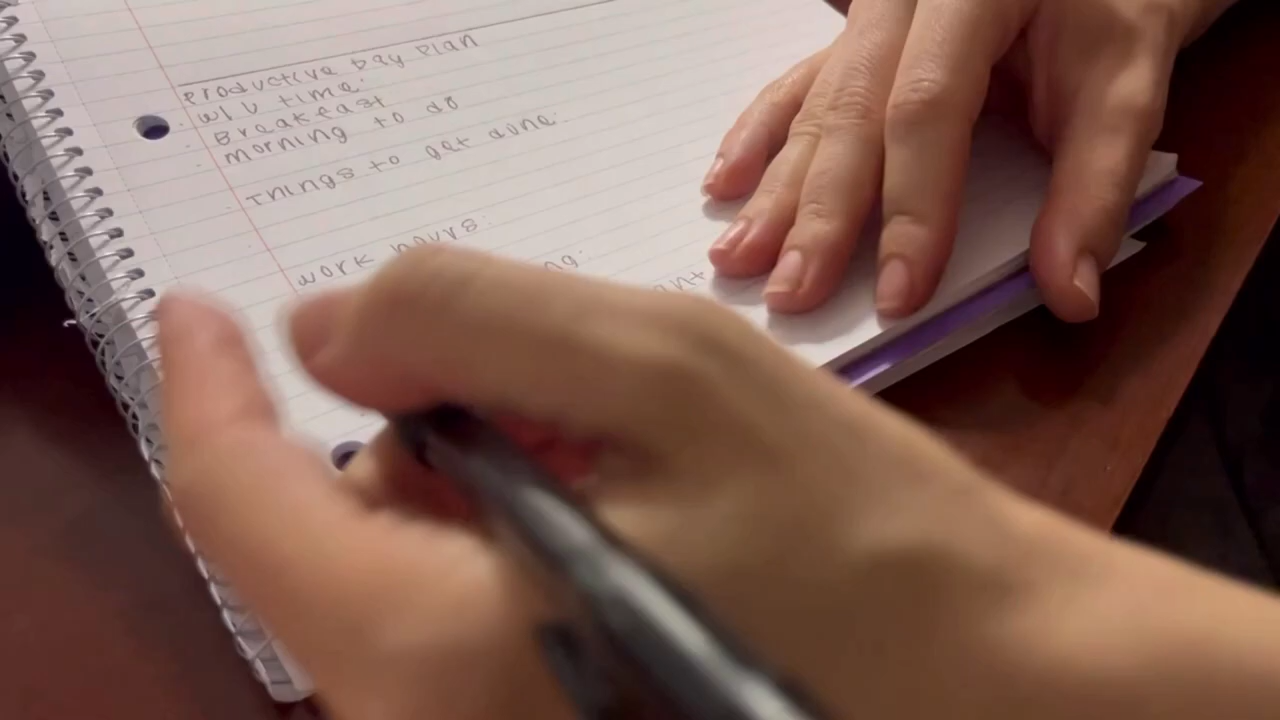 Productive Day Plan
w/u time:
- Breakfast
- morning to do
Things to get done:
work hours: